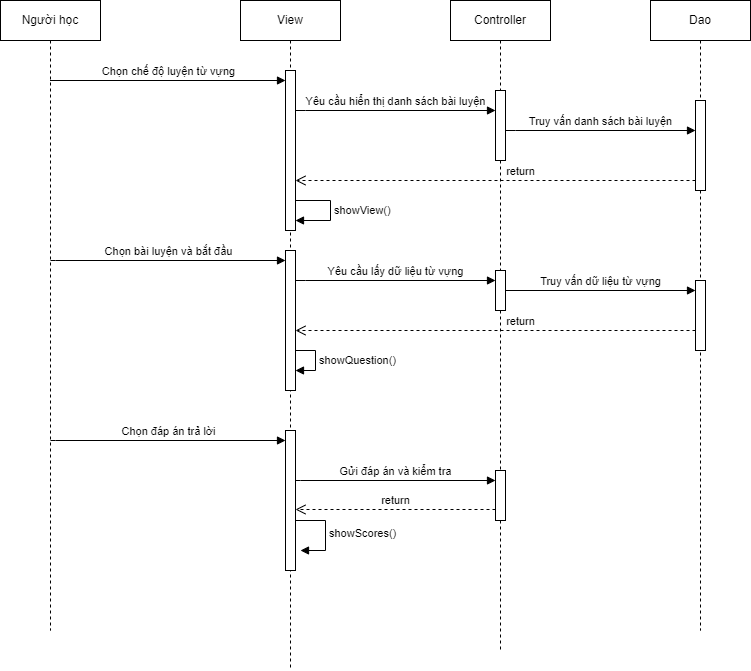 Người học
View
Controller
Dao
Chọn chế độ luyện từ vựng
Yêu cầu hiển thị danh sách bài luyện
Truy vấn danh sách bài luyện
return
showView()
Chọn bài luyện và bắt đầu
Yêu cầu lấy dữ liệu từ vựng
Truy vấn dữ liệu từ vựng
return
showQuestion()
Chọn đáp án trả lời
Gửi đáp án và kiểm tra
return
showScores()